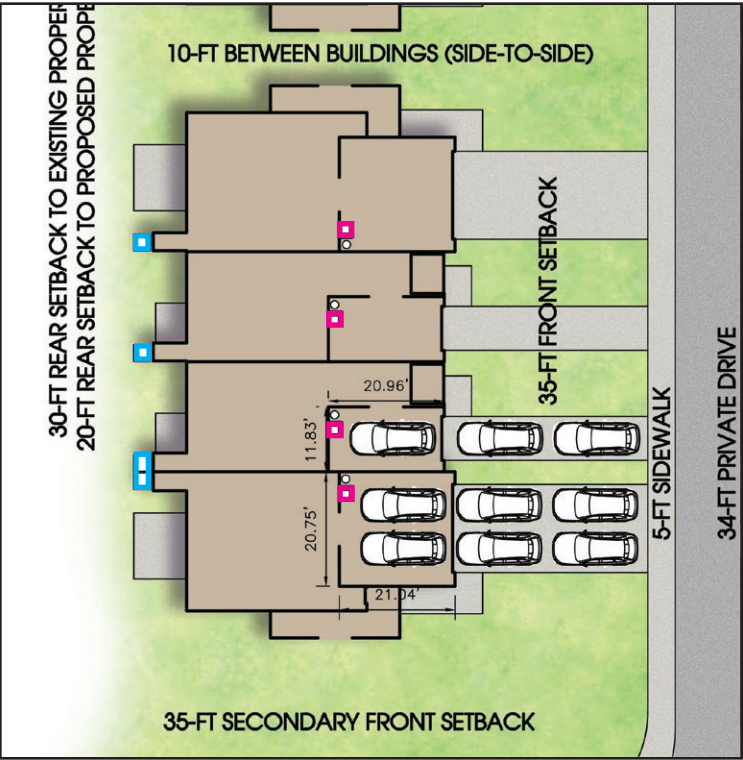 10-FT BETWEEN BUILDINGS (SIDE-TO-SIDE)
30-FT REAR SETBACK TO EXISTING
20-FT REAR SETBACK TO PROPOSED
35-FT FRONT SETBACK
20.96'
11.83'
20.75'
21.04'
5-FT SIDEWALK
34-FT PRIVATE DRIVE
35-FT SECONDARY FRONT SETBACK